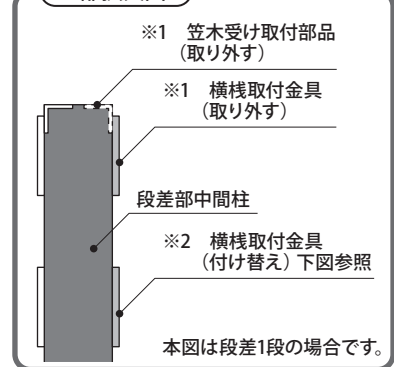 ※1　笠木受け取付部品
（取り外す）
※1　横桟取付金具
（取り外す）
段差部中間柱
※2　横桟取付金具
（付け替え）下図参照
本図は段差1段の場合です。